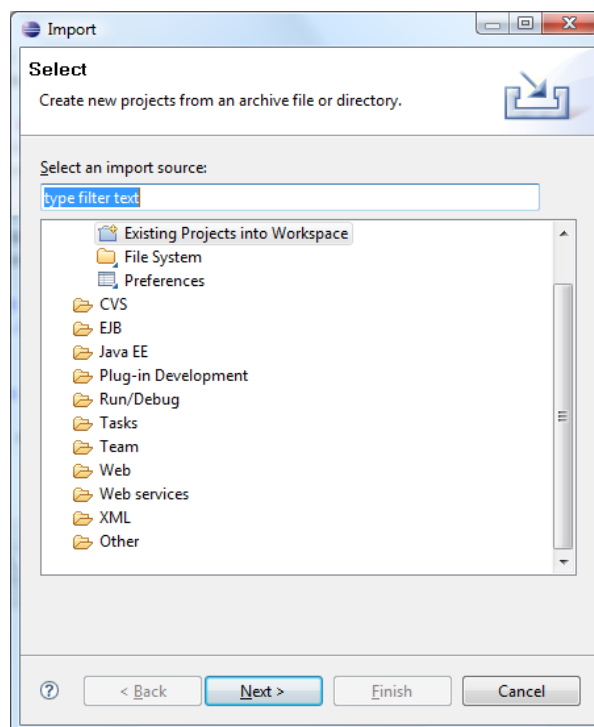 Import
Select
Create new projects from an archive file or directory.
Select an import source:
type filter text
Existing Projects into Workspace
File System
Preferences
CVS
EJB
Java EE
Plug-in Development
Run/Debug
Tasks
Team
Web
Web services
XML
Other
? < Back Next > Finish Cancel